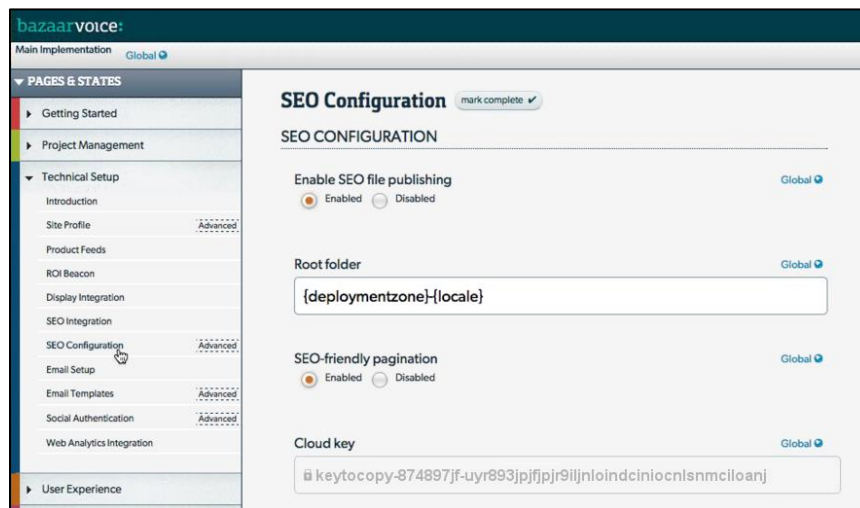 bazaarvoice:
Main Implementation Global
PAGES & STATES
Getting Started
Project Management
Technical Setup
Introduction
Site Profile Advanced
Product Feeds
ROI Beacon
Display Integration
SEO Integration
SEO Configuration Advanced
Email Setup
Email Templates Advanced
Social Authentication Advanced
Web Analytics Integration
User Experience
SEO Configuration mark complete ✔
SEO CONFIGURATION
Enable SEO file publishing Global
Enabled Disabled
Root folder Global
{deploymentzone}-{locale}
SEO-friendly pagination Global
Enabled Disabled
Cloud key Global
keytocopy-874897jf-uyr893jpjfjpjr9iljnloindciniocnlsnmciloanj